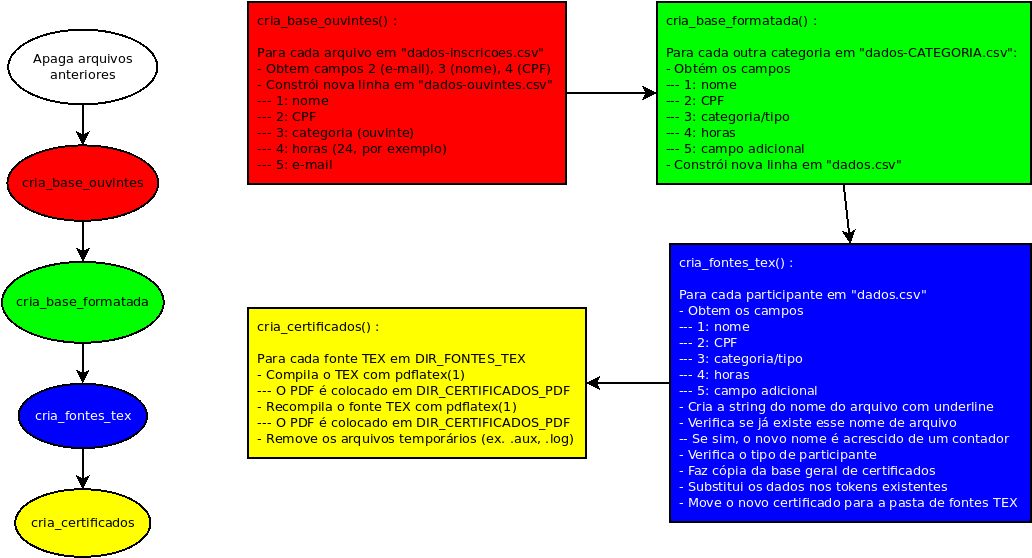 Apaga arquivos
anteriores
cria_base_ouvintes
cria_base_formatada
cria_fontes_tex
cria_certificados
cria_base_ouvintes() :
Para cada arquivo em "dados-inscricoes.csv"
- Obtem campos 2 (e-mail), 3 (nome), 4 (CPF)
- Constrói nova linha em "dados-ouvintes.csv"
--- 1: nome
--- 2: CPF
--- 3: categoria (ouvinte)
--- 4: horas (24, por exemplo)
--- 5: e-mail
cria_base_formatada() :
Para cada outra categoria em "dados-CATEGORIA.csv":
- Obtém os campos
--- 1: nome
--- 2: CPF
--- 3: categoria/tipo
--- 4: horas
--- 5: campo adicional
- Constrói nova linha em "dados.csv"
cria_fontes_tex() :
Para cada participante em "dados.csv"
- Obtem os campos
--- 1: nome
--- 2: CPF
--- 3: categoria/tipo
--- 4: horas
--- 5: campo adicional
- Cria a string do nome do arquivo com underline
- Verifica se já existe esse nome de arquivo
-- Se sim, o novo nome é acrescido de um contador
- Verifica o tipo de participante
- Faz cópia da base geral de certificados
- Substitui os dados nos tokens existentes
- Move o novo certificado para a pasta de fontes TEX
cria_certificados() :
Para cada fonte TEX em DIR_FONTES_TEX
- Compila o TEX com pdflatex(1)
--- O PDF é colocado em DIR_CERTIFICADOS_PDF
- Recompila o fonte TEX com pdflatex(1)
--- O PDF é colocado em DIR_CERTIFICADOS_PDF
- Remove os arquivos temporários (ex. .aux, .log)